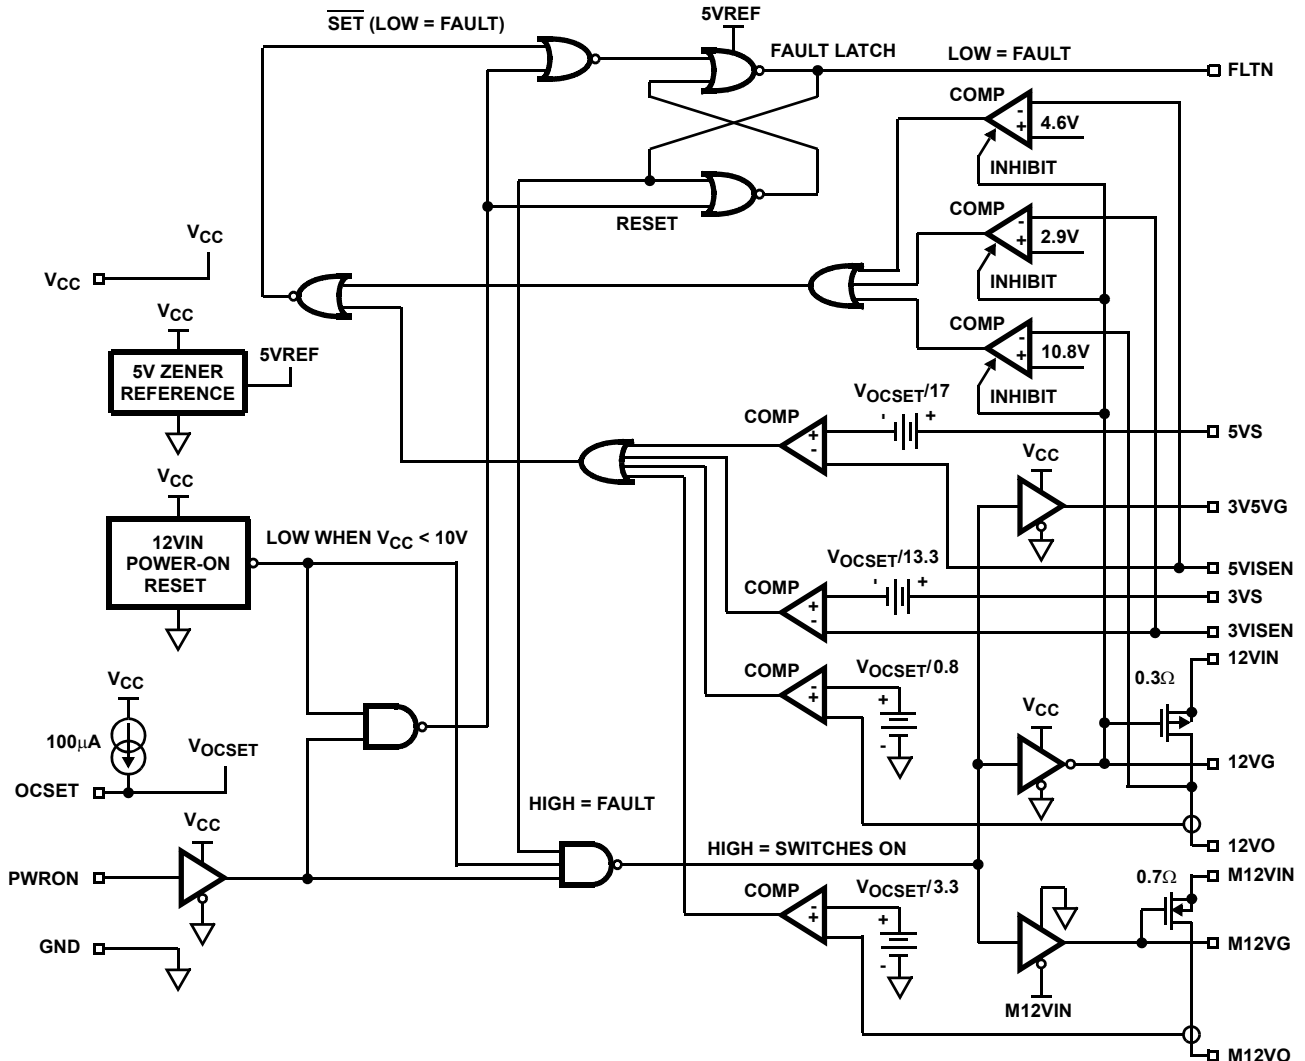 SET (LOW = FAULT)
5VREF
FAULT LATCH
LOW = FAULT
FLTN
COMP
-
+
4.6V
INHIBIT
RESET
COMP
-
+
2.9V
INHIBIT
VCC
VCC
COMP
-
+
10.8V
INHIBIT
VCC
5V ZENER
REFERENCE
5VREF
VOCSET/17
-
+
COMP
+
-
5VS
VCC
3V5VG
VCC
12VIN
POWER-ON
RESET
LOW WHEN VCC < 10V
VOCSET/13.3
-
+
5VISEN
COMP
+
-
3VS
3VISEN
12VIN
0.3Ω
COMP
-
+
VOCSET/0.8
+
-
VCC
100μA
VOCSET
OCSET
VCC
12VG
HIGH = FAULT
VCC
PWRON
HIGH = SWITCHES ON
12VO
M12VIN
0.7Ω
COMP
-
+
VOCSET/3.3
+
-
GND
M12VG
M12VIN
M12VO